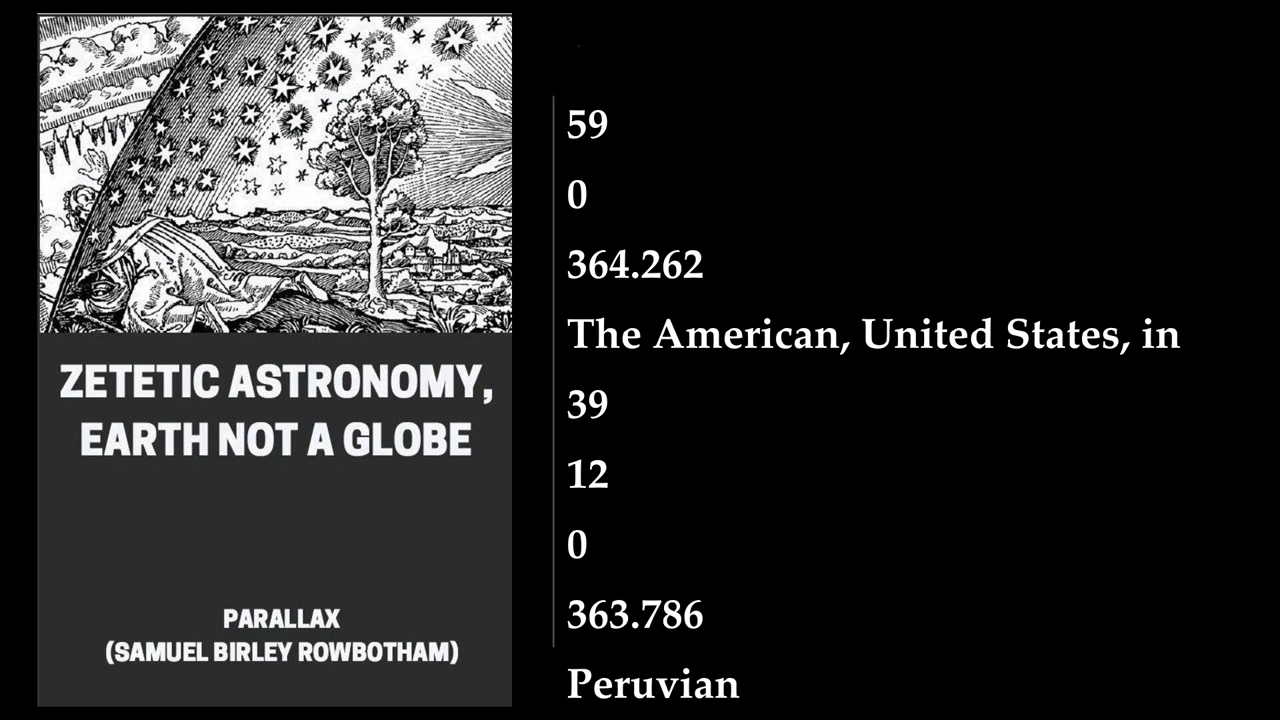 ZETETIC ASTRONOMY,
EARTH NOT A GLOBE
PARALLAX
(SAMUEL BIRLEY ROWBOTHAM)
59
0
364.262
The American, United States, in
39
12
0
363.786
Peruvian